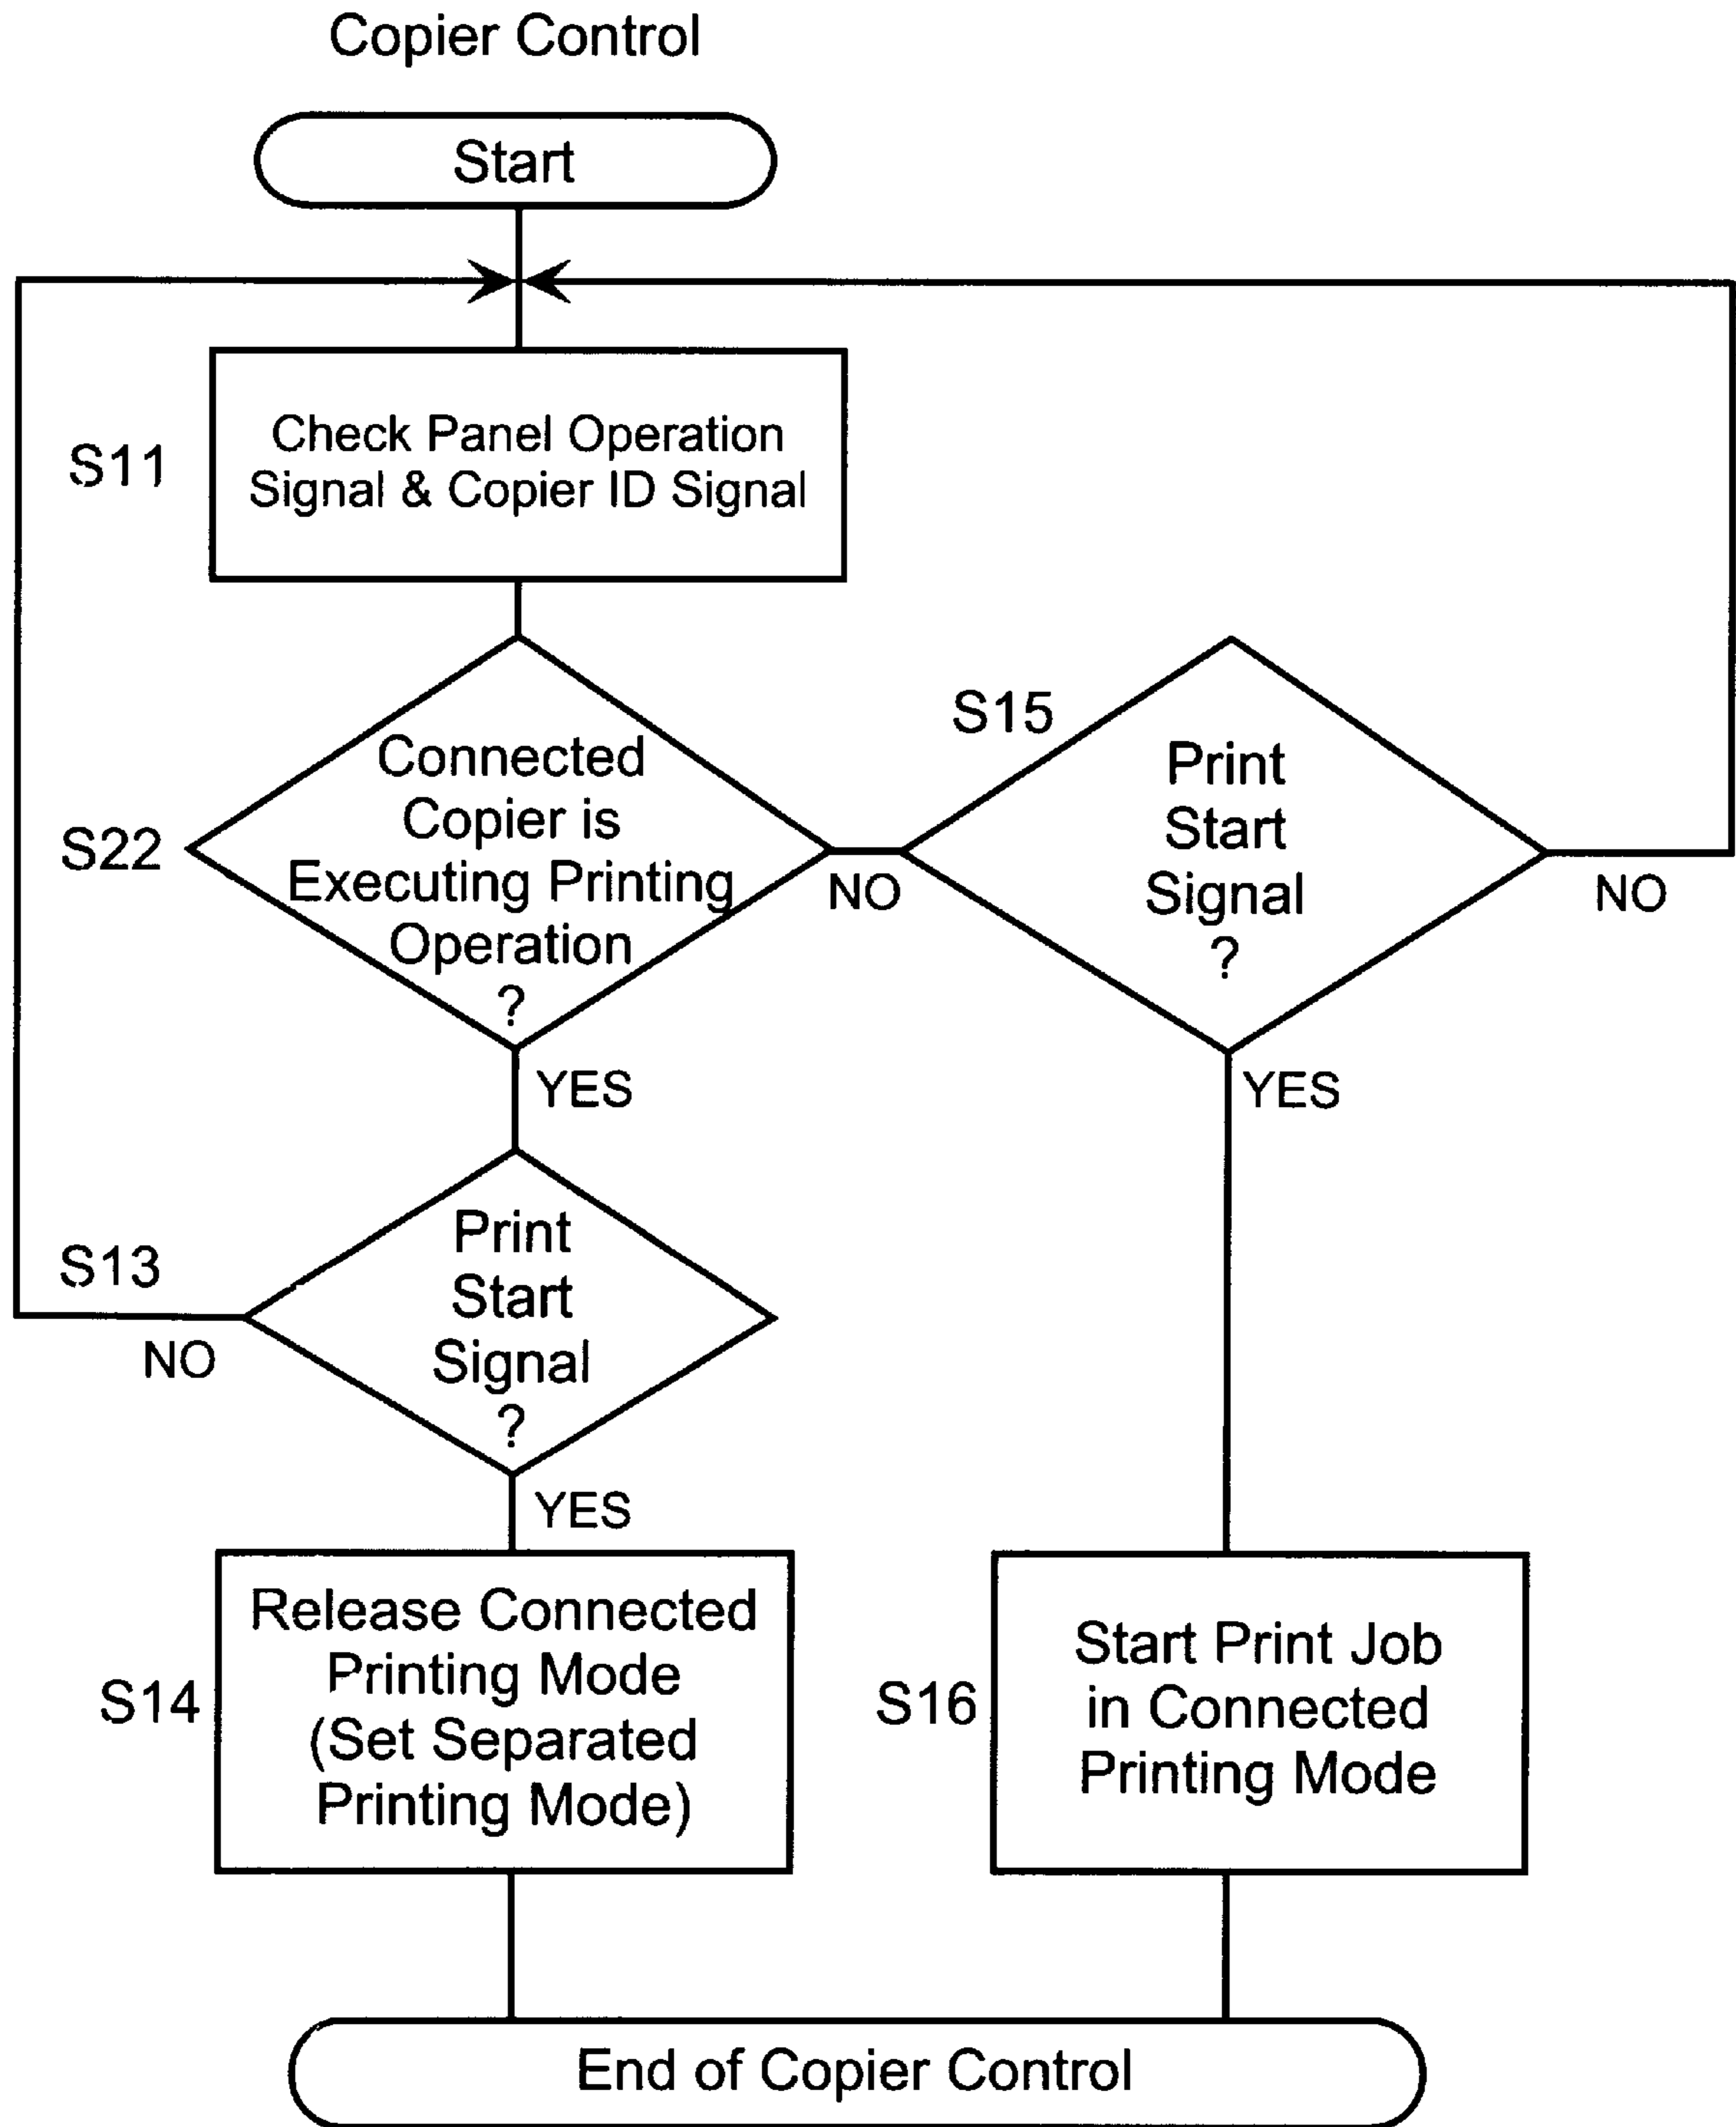 Copier Control
Start
S11
Check Panel Operation
Signal & Copier ID Signal
S22
Connected
Copier is
Executing Printing
Operation
?
NO
YES
S15
Print
Start
Signal
?
NO
YES
S13
Print
Start
Signal
?
NO
YES
S14
Release Connected
Printing Mode
(Set Separated
Printing Mode)
S16
Start Print Job
in Connected
Printing Mode
End of Copier Control